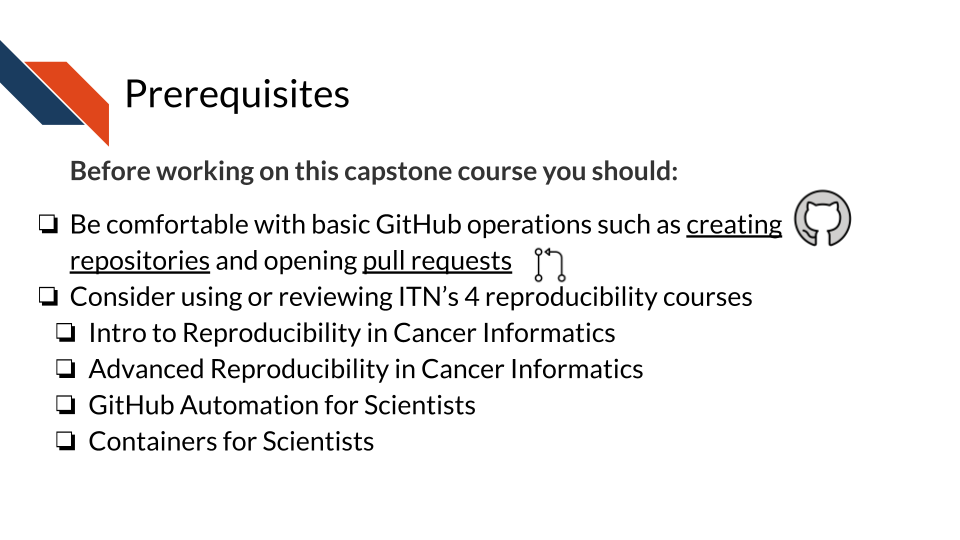 Prerequisites
Before working on this capstone course you should:
❏ Be comfortable with basic GitHub operations such as creating
repositories and opening pull requests
❏ Consider using or reviewing ITN’s 4 reproducibility courses
❏ Intro to Reproducibility in Cancer Informatics
❏ Advanced Reproducibility in Cancer Informatics
❏ GitHub Automation for Scientists
❏ Containers for Scientists